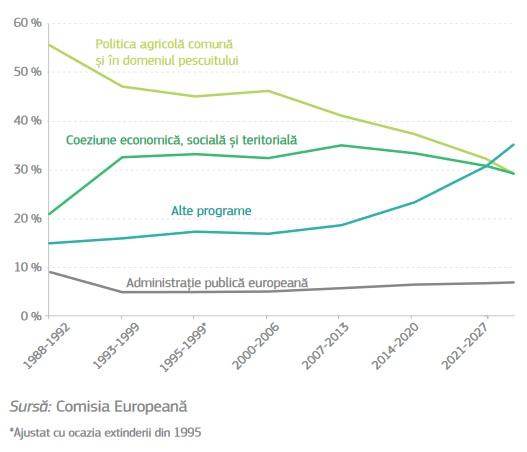 60 %
Politica agricolă comună
și în domeniul pescuitului
50 %
40 %
Coeziune economică, socială și teritorială
30 %
Alte programe
20 %
10 %
Administrație publică europeană
0 %
1988-1992
1993-1999
1995-1999*
2000-2006
2007-2013
2014-2020
2021-2027
Sursă: Comisia Europeană
*Ajustat cu ocazia extinderii din 1995